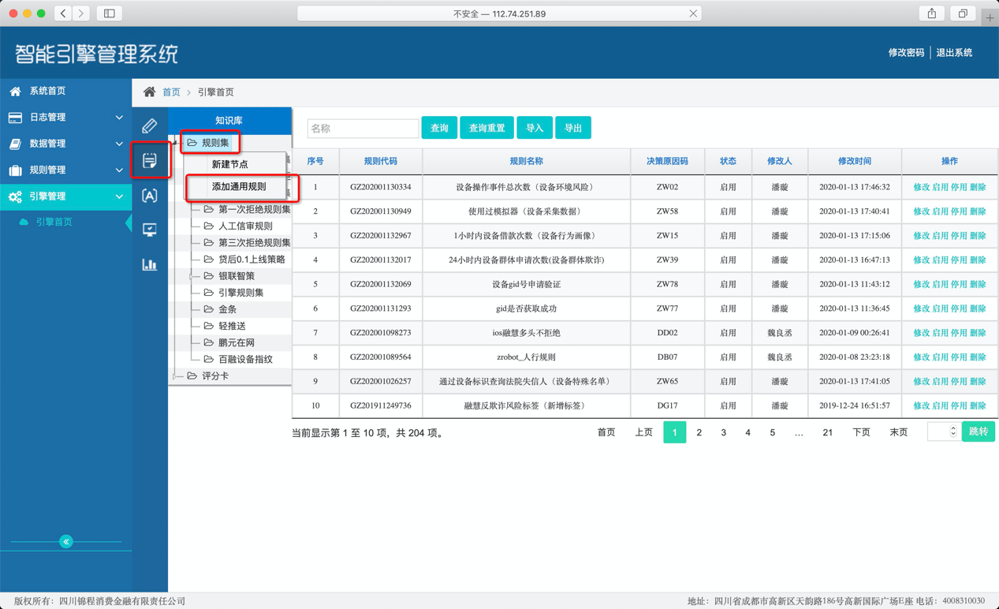 不安全 — 112.74.251.89
智能引擎管理系统
修改密码 | 退出系统
系统首页
日志管理
数据管理
规则管理
引擎管理
引擎首页
首页 > 引擎首页
知识库
规则集
新建节点
添加通用规则
第一次拒绝规则集
人工信审规则
第三次拒绝规则集
贷后0.1上线策略
银联智策
引擎规则集
金条
轻推送
鹏元在网
百融设备指纹
评分卡
名称 查询 查询重置 导入 导出
序号 规则代码 规则名称 决策原因码 状态 修改人 修改时间 操作
1 GZ202001130334 设备操作事件总次数（设备环境风险） ZW02 启用 潘璇 2020-01-13 17:46:32 修改 启用 停用 删除
2 GZ202001130949 使用过模拟器（设备采集数据） ZW58 启用 潘璇 2020-01-13 17:40:41 修改 启用 停用 删除
3 GZ202001132967 1小时内设备借款次数（设备行为画像） ZW15 启用 潘璇 2020-01-13 17:15:06 修改 启用 停用 删除
4 GZ202001132017 24小时内设备群体申请次数(设备群体欺诈) ZW39 启用 潘璇 2020-01-13 16:47:13 修改 启用 停用 删除
5 GZ202001132069 设备gid号申请验证 ZW78 启用 潘璇 2020-01-13 11:43:12 修改 启用 停用 删除
6 GZ202001131293 gid是否获取成功 ZW77 启用 潘璇 2020-01-13 11:36:45 修改 启用 停用 删除
7 GZ202001098273 ios融慧多头不拒绝 DD02 启用 魏良丞 2020-01-09 00:26:41 修改 启用 停用 删除
8 GZ202001089564 zrobot_人行规则 DB07 启用 魏良丞 2020-01-08 23:23:18 修改 启用 停用 删除
9 GZ202001026257 通过设备标识查询法院失信人（设备特殊名单） ZW65 启用 潘璇 2020-01-13 17:41:05 修改 启用 停用 删除
10 GZ201911249736 融慧反欺诈风险标签（新增标签） DG17 启用 潘璇 2019-12-24 16:51:57 修改 启用 停用 删除
当前显示第 1 至 10 项，共 204 项。 首页 上页 1 2 3 4 5 … 21 下页 末页 跳转
版权所有：四川锦程消费金融有限责任公司 地址：四川省成都市高新区天韵路186号高新国际广场E座 电话：4008310030